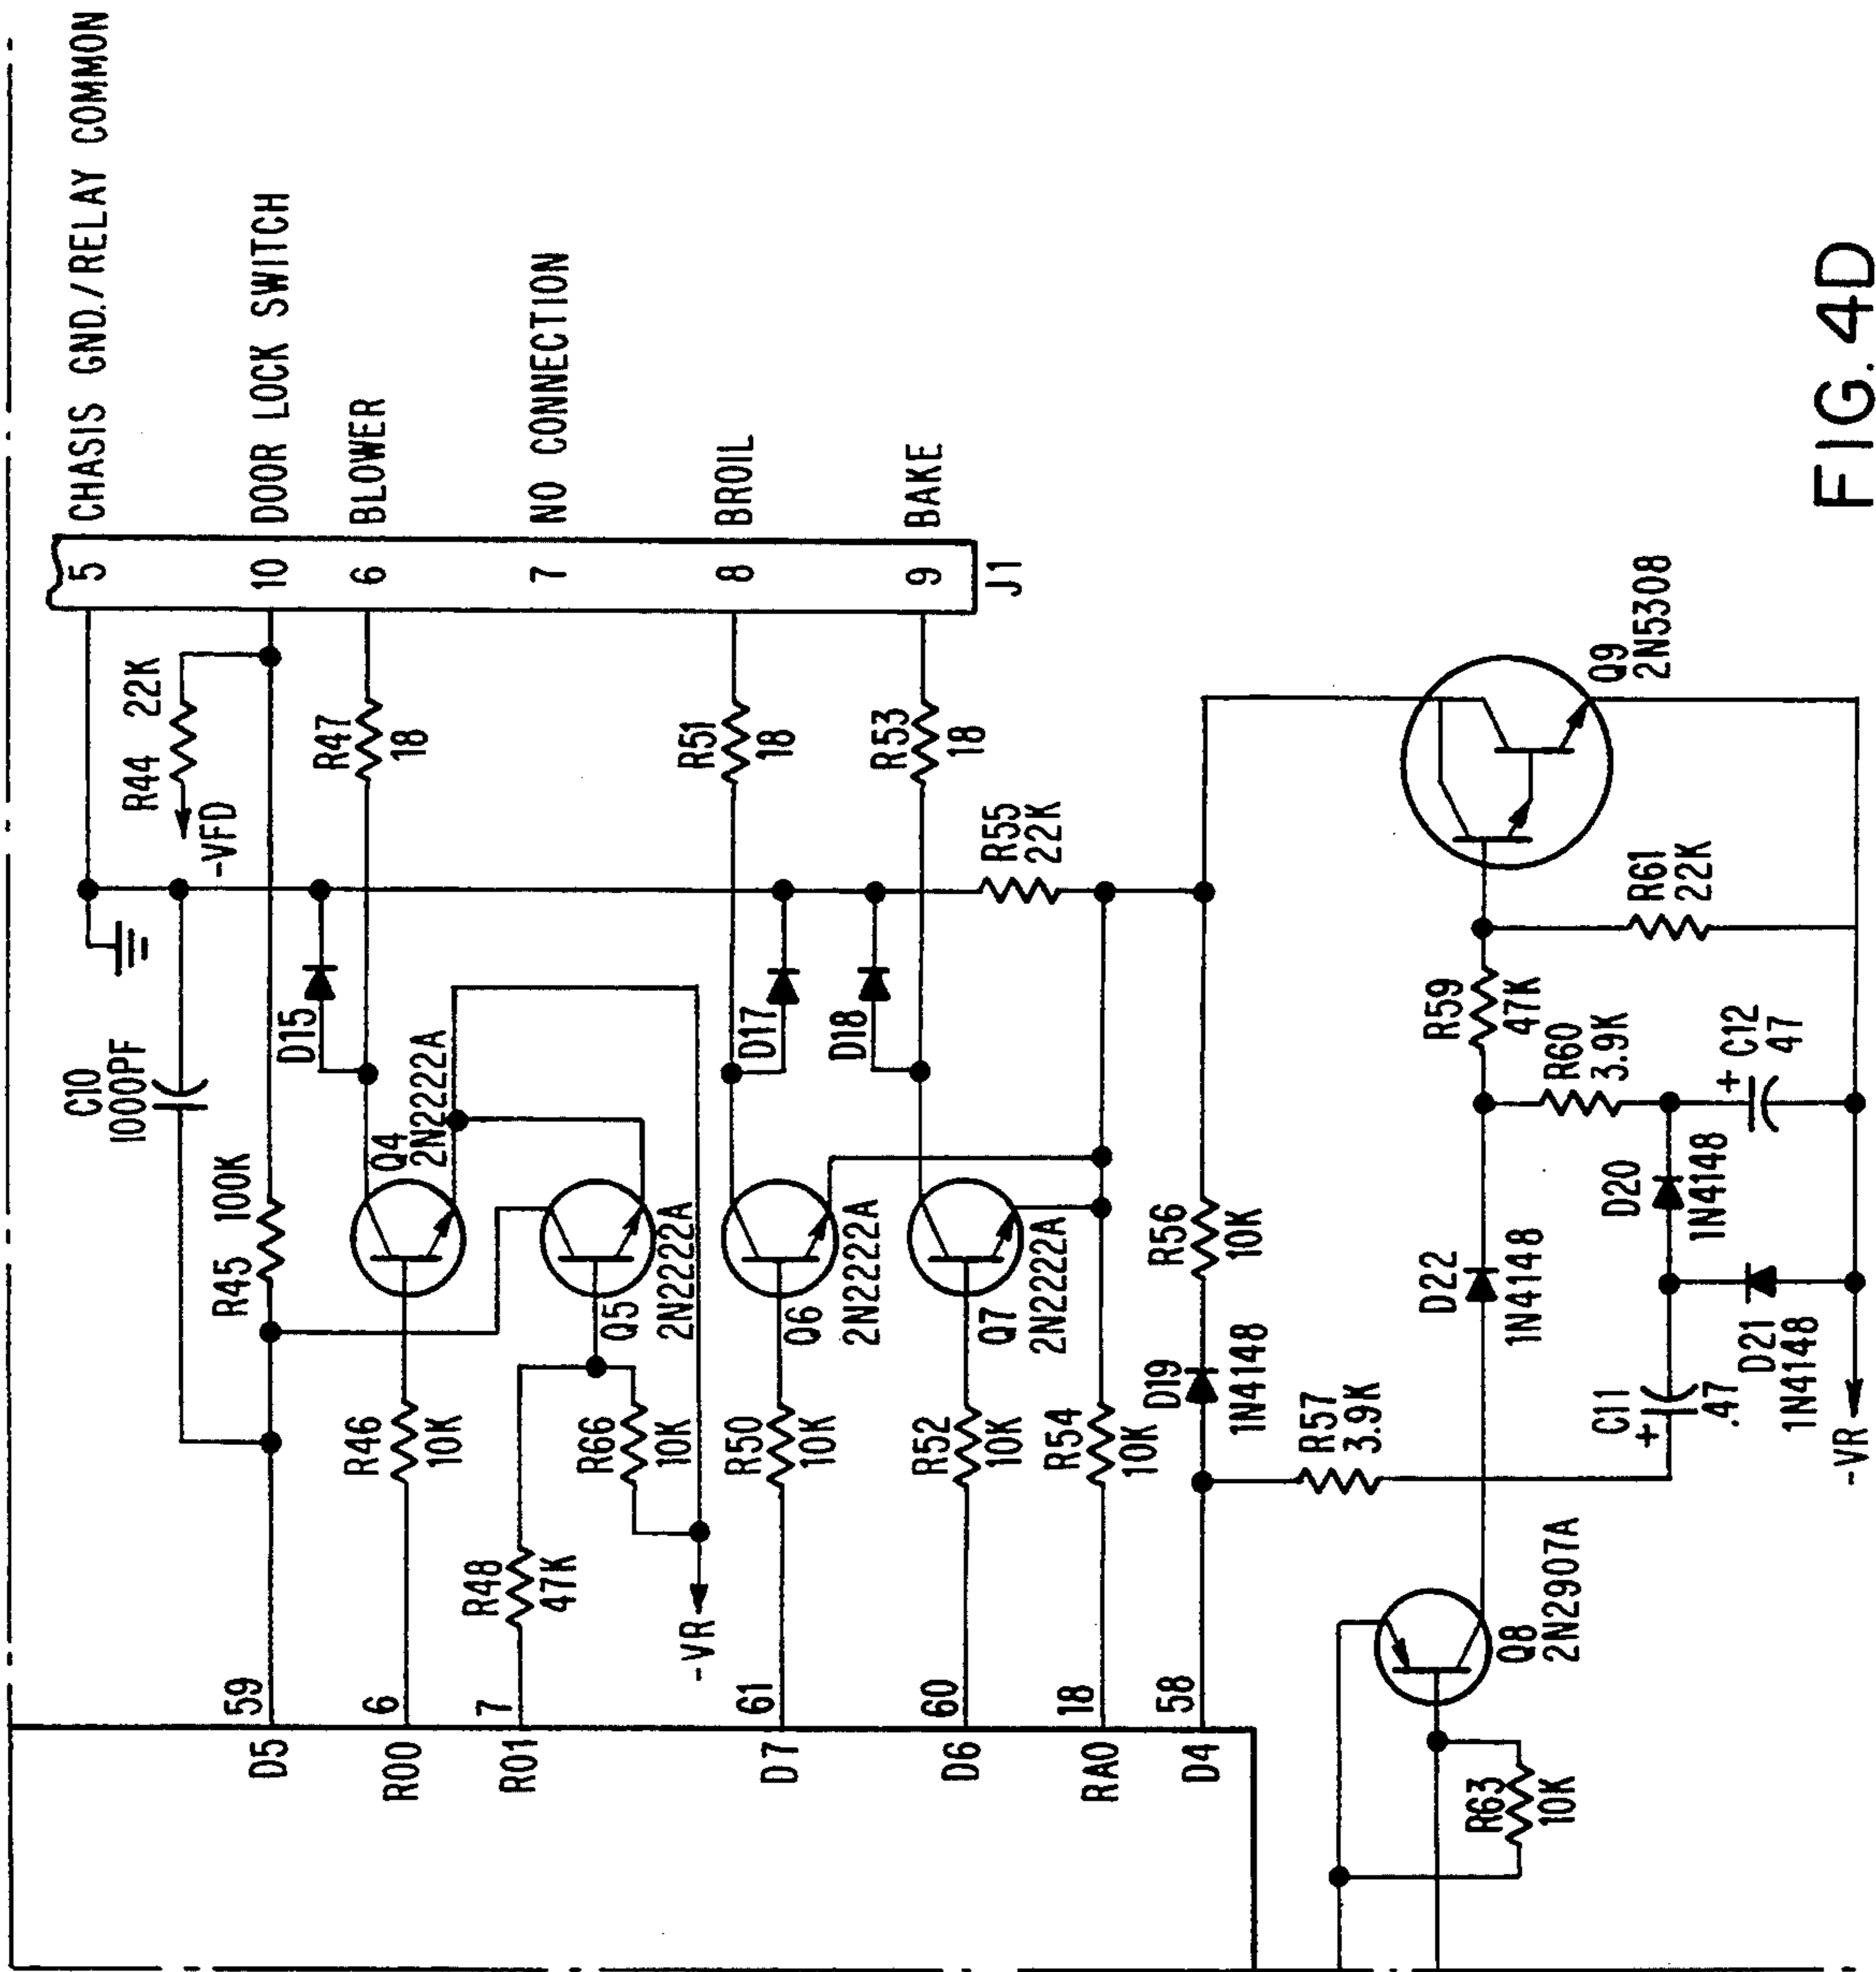 5 CHASIS GND./RELAY COMMON
10 DOOR LOCK SWITCH
6 BLOWER
7 NO CONNECTION
8 BROIL
9 BAKE
J1
C10
1000PF
R44 22K
-VFD
R45 100K
D15
R47
18
Q4
2N2222A
R46
10K
Q5
2N2222A
R48
47K
R66
10K
-VR
D17
R51
18
Q6
2N2222A
R50
10K
D18
R53
18
Q7
2N2222A
R52
10K
R55
22K
R54
10K
D19
1N4148
R56
10K
R57
3.9K
D5 59
R00 6
R01 7
D7 61
D6 60
RA0 18
D4 58
Q8
2N2907A
R63
10K
D22
1N4148
R59
47K
R60
3.9K
R61
22K
Q9
2N5308
C11
+
.47
D20
1N4148
D21
1N4148
+ C12
47
-VR
FIG. 4D